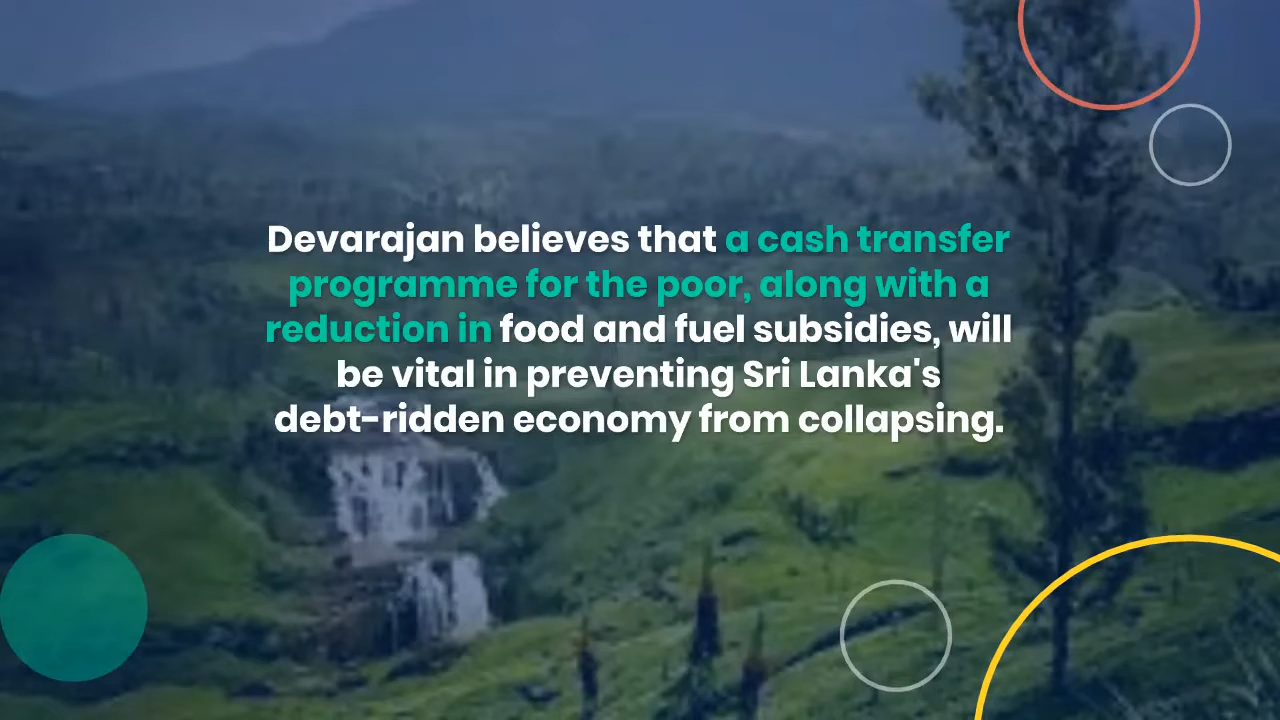 Devarajan believes that a cash transfer
programme for the poor, along with a
reduction in food and fuel subsidies, will
be vital in preventing Sri Lanka's
debt-ridden economy from collapsing.